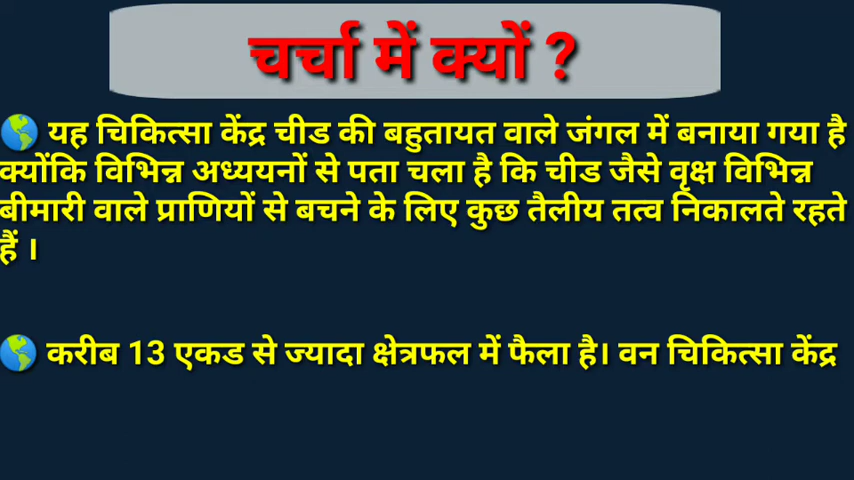 चर्चा में क्यों ?
यह चिकित्सा केंद्र चीड की बहुतायत वाले जंगल में बनाया गया है
क्योंकि विभिन्न अध्ययनों से पता चला है कि चीड जैसे वृक्ष विभिन्न
बीमारी वाले प्राणियों से बचने के लिए कुछ तैलीय तत्व निकालते रहते
हैं ।
करीब 13 एकड से ज्यादा क्षेत्रफल में फैला है। वन चिकित्सा केंद्र